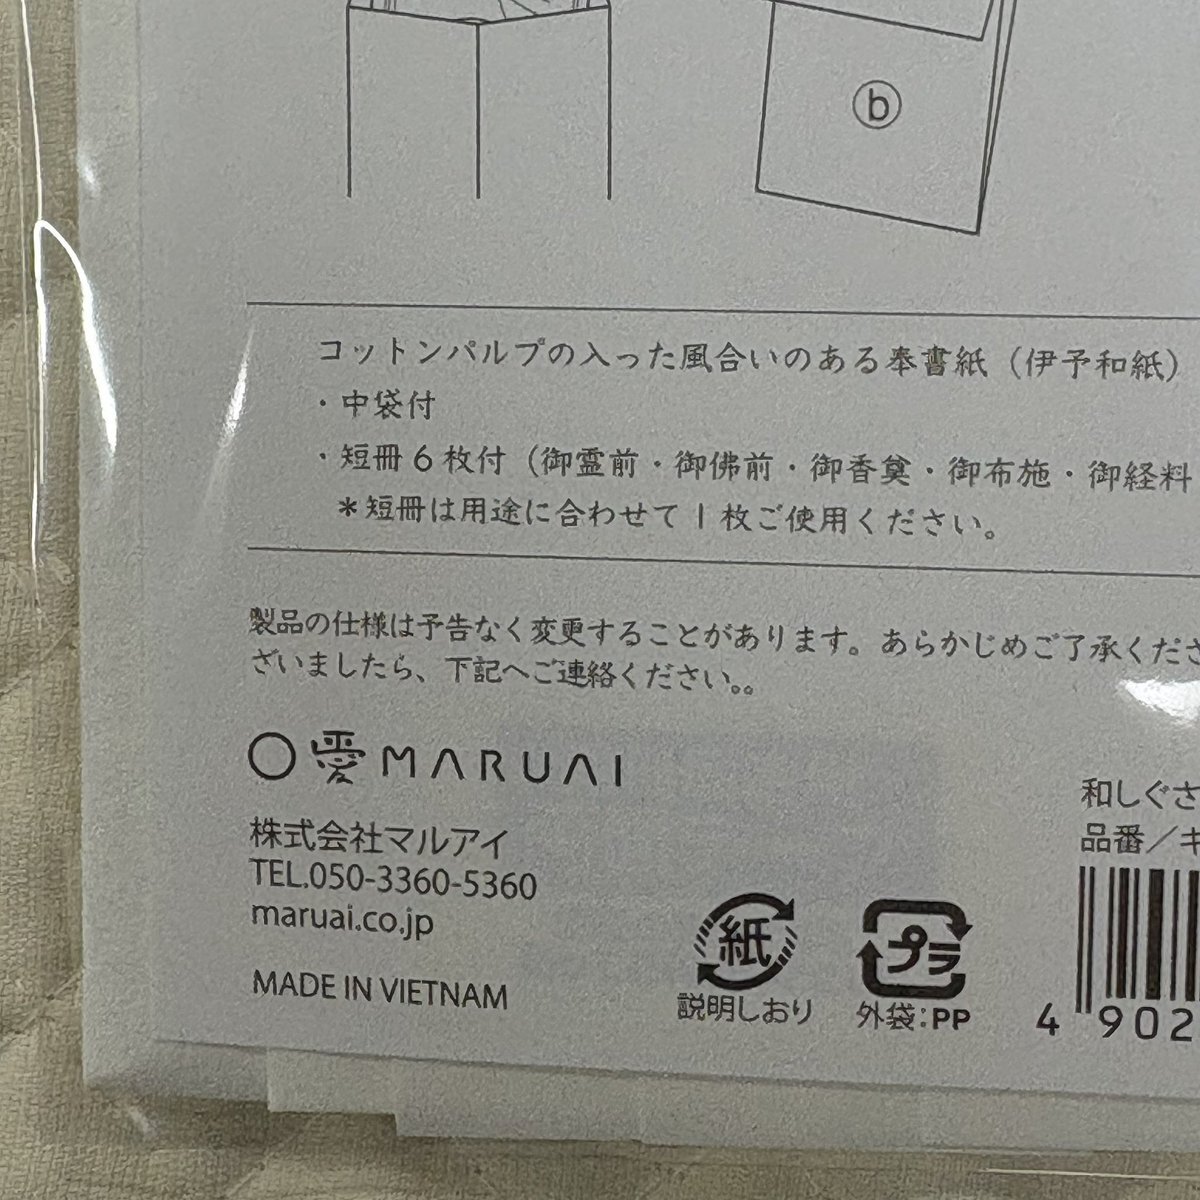 ⓑ
コットンパルプの入った風合いのある奉書紙（伊予和紙）
・中袋付
・短冊６枚付（御霊前・御佛前・御香奠・御布施・御経料
＊短冊は用途に合わせて１枚ご使用ください。
製品の仕様は予告なく変更することがあります。あらかじめご了承くださ
ざいましたら、下記へご連絡ください。。
〇愛MARUAI
株式会社マルアイ
TEL.050-3360-5360
maruai.co.jp
MADE IN VIETNAM
紙
説明しおり
プラ
外袋：PP
和しぐさ
品番／キ
4 902